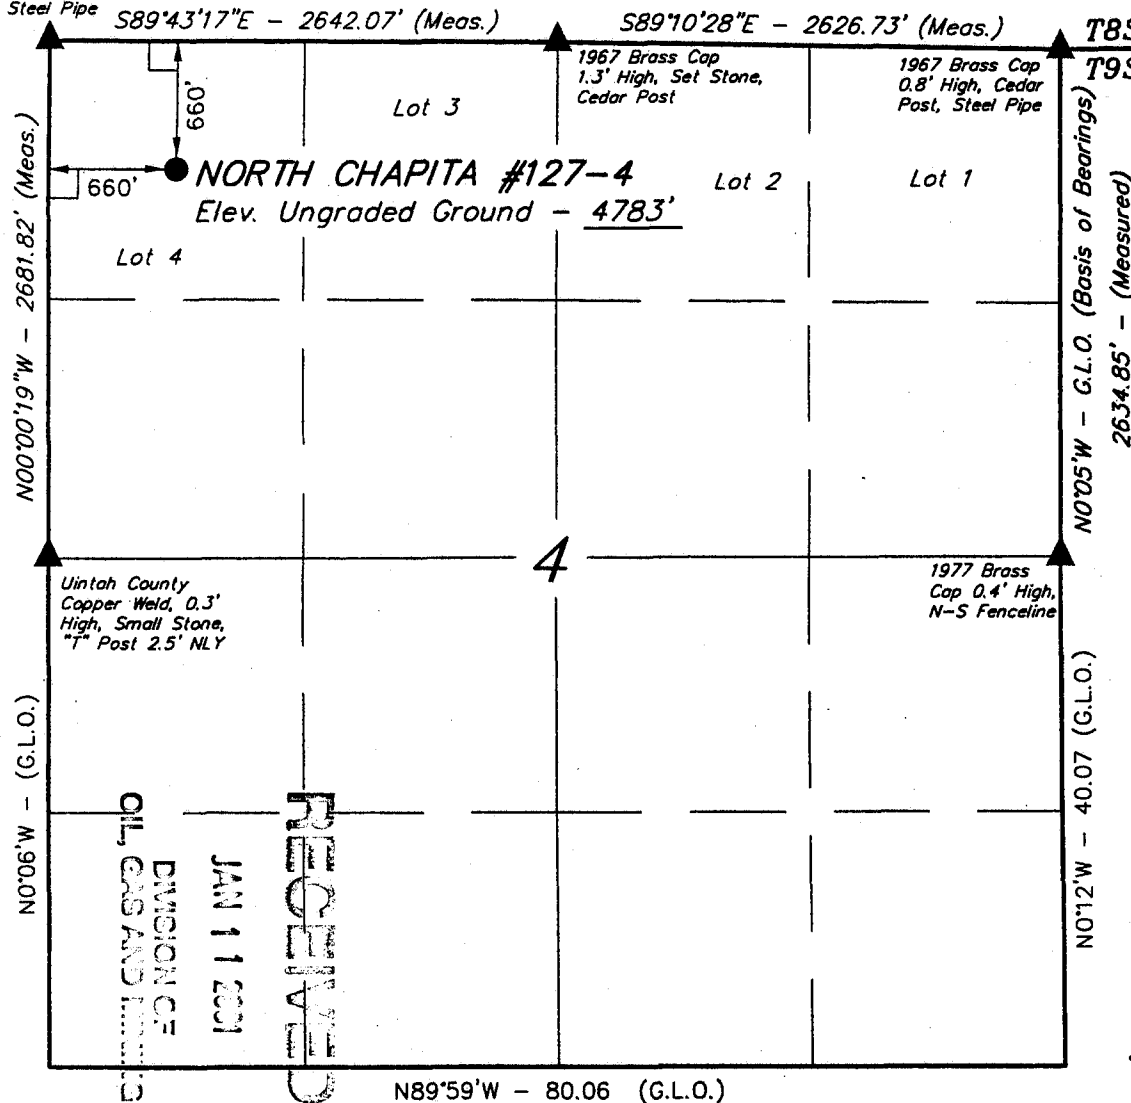 Steel Pipe
S89°43'17"E - 2642.07' (Meas.)
S89°10'28"E - 2626.73' (Meas.)
T8S
T9S
1967 Brass Cap
1.3' High, Set Stone,
Cedar Post
1967 Brass Cap
0.8' High, Cedar
Post, Steel Pipe
660'
Lot 3
660'
NORTH CHAPITA #127-4
Elev. Ungraded Ground - 4783'
Lot 2
Lot 1
Lot 4
N00°00'19"W - 2681.82' (Meas.)
N0°05'W - G.L.O. (Basis of Bearings)
2634.85' - (Measured)
4
Uintah County
Copper Weld, 0.3'
High, Small Stone,
"T" Post 2.5' NLY
1977 Brass
Cap 0.4' High,
N-S Fenceline
N0°06'W - (G.L.O.)
N0°12'W - 40.07 (G.L.O.)
RECEIVED
JAN 11 2001
DIVISION OF
OIL, GAS AND MINING
N89°59'W - 80.06 (G.L.O.)